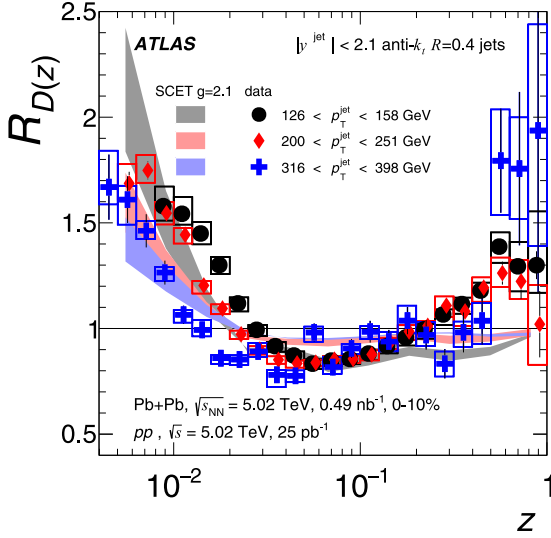 2.5
2
1.5
1
0.5
R_D(z)
ATLAS
|y^jet| < 2.1 anti-k_t R=0.4 jets
SCET g=2.1 data
126 < p_T^jet < 158 GeV
200 < p_T^jet < 251 GeV
316 < p_T^jet < 398 GeV
Pb+Pb, √s_NN = 5.02 TeV, 0.49 nb⁻¹, 0-10%
pp , √s = 5.02 TeV, 25 pb⁻¹
10⁻² 10⁻¹ 1
z